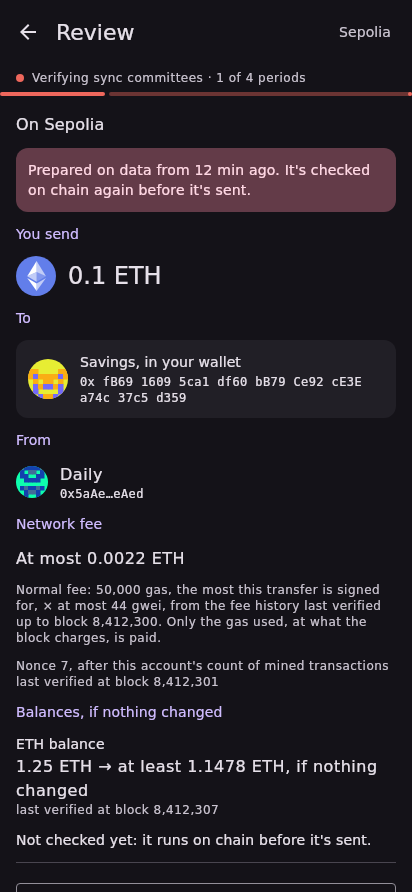 Review
Sepolia
Verifying sync committees · 1 of 4 periods
On Sepolia
Prepared on data from 12 min ago. It's checked
on chain again before it's sent.
You send
0.1 ETH
To
Savings, in your wallet
0x fB69 1609 5ca1 df60 bB79 Ce92 cE3E
a74c 37c5 d359
From
Daily
0x5aAe…eAed
Network fee
At most 0.0022 ETH
Normal fee: 50,000 gas, the most this transfer is signed
for, × at most 44 gwei, from the fee history last verified
up to block 8,412,300. Only the gas used, at what the
block charges, is paid.
Nonce 7, after this account's count of mined transactions
last verified at block 8,412,301
Balances, if nothing changed
ETH balance
1.25 ETH → at least 1.1478 ETH, if nothing
changed
last verified at block 8,412,307
Not checked yet: it runs on chain before it's sent.